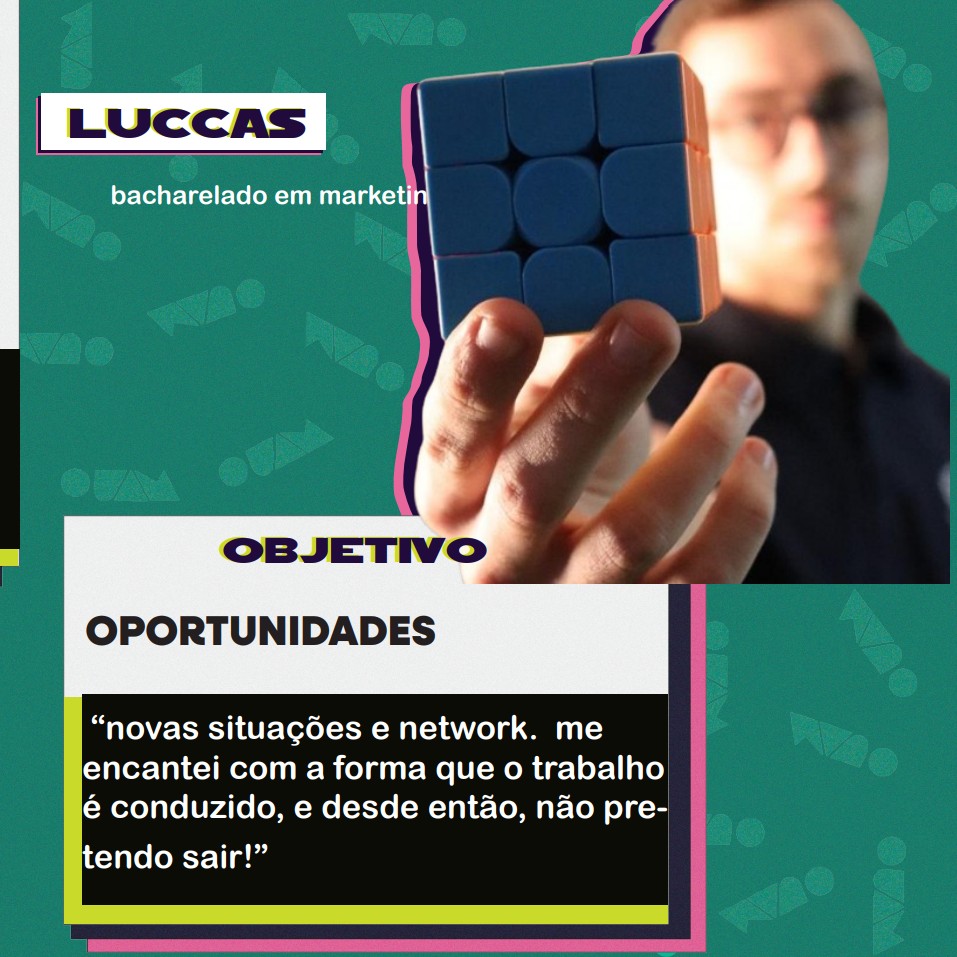 LUCCAS
bacharelado em marketin
OBJETIVO
OPORTUNIDADES
“novas situações e network.  me
encantei com a forma que o trabalho
é conduzido, e desde então, não pre-
tendo sair!”